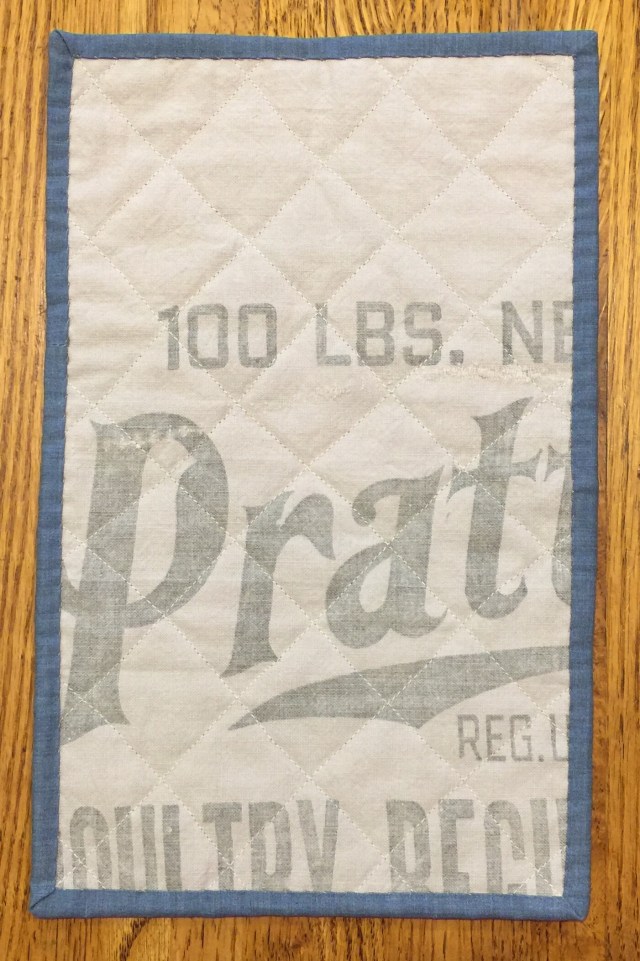 100 LBS. NE
Prat
REG. U
OULTRY REGU